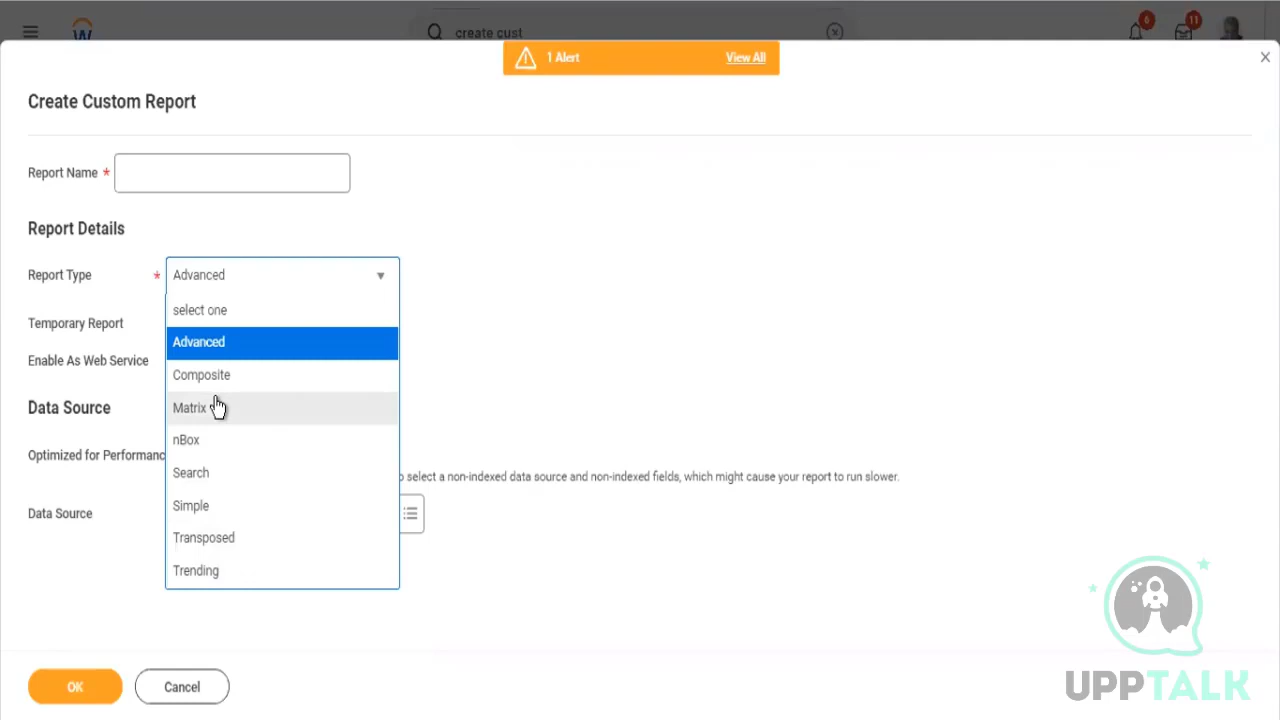 create cust
6
11
1 Alert
View All
Create Custom Report
Report Name *
Report Details
Report Type * Advanced
select one
Temporary Report
Advanced
Enable As Web Service
Composite
Data Source
Matrix
nBox
Optimized for Performanc
Search
o select a non-indexed data source and non-indexed fields, which might cause your report to run slower.
Simple
Data Source
Transposed
Trending
OK
Cancel
UPPTALK